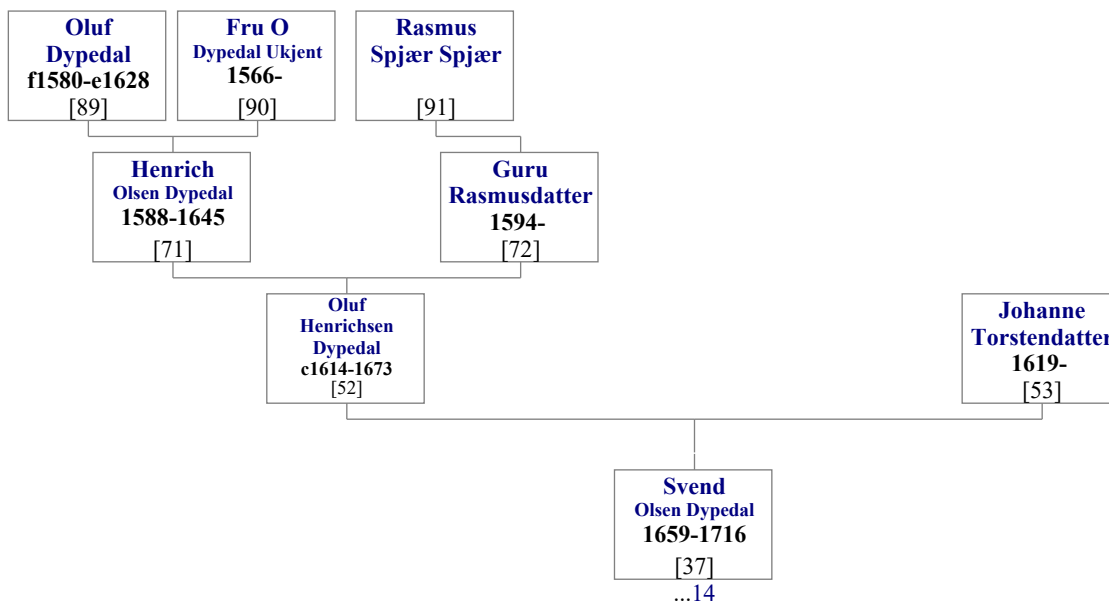 Oluf
Dypedal
f1580-e1628
[89]
Fru O
Dypedal Ukjent
1566-
[90]
Rasmus
Spjær Spjær
[91]
Henrich
Olsen Dypedal
1588-1645
[71]
Guru
Rasmusdatter
1594-
[72]
Oluf
Henrichsen
Dypedal
c1614-1673
[52]
Johanne
Torstendatter
1619-
[53]
Svend
Olsen Dypedal
1659-1716
[37]
...14